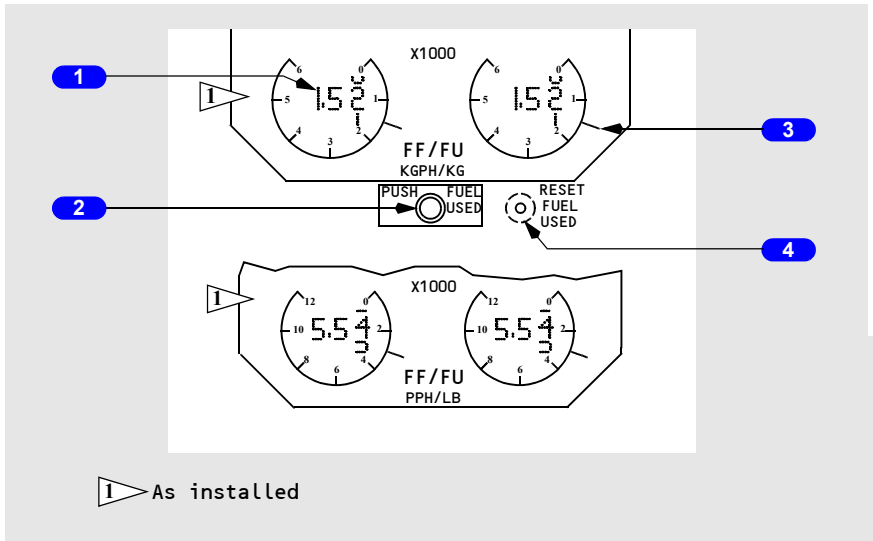 1
X1000
6 0 6 0
1.52 1.52
1
5 1 5 1
3
4 2 4 2
3 3
FF/FU
KGPH/KG
PUSH FUEL USED
RESET FUEL USED
2
4
X1000
1
12 0 12 0
5.54 5.54
10 2 10 2
8 4 8 4
6 6
FF/FU
PPH/LB
1 As installed